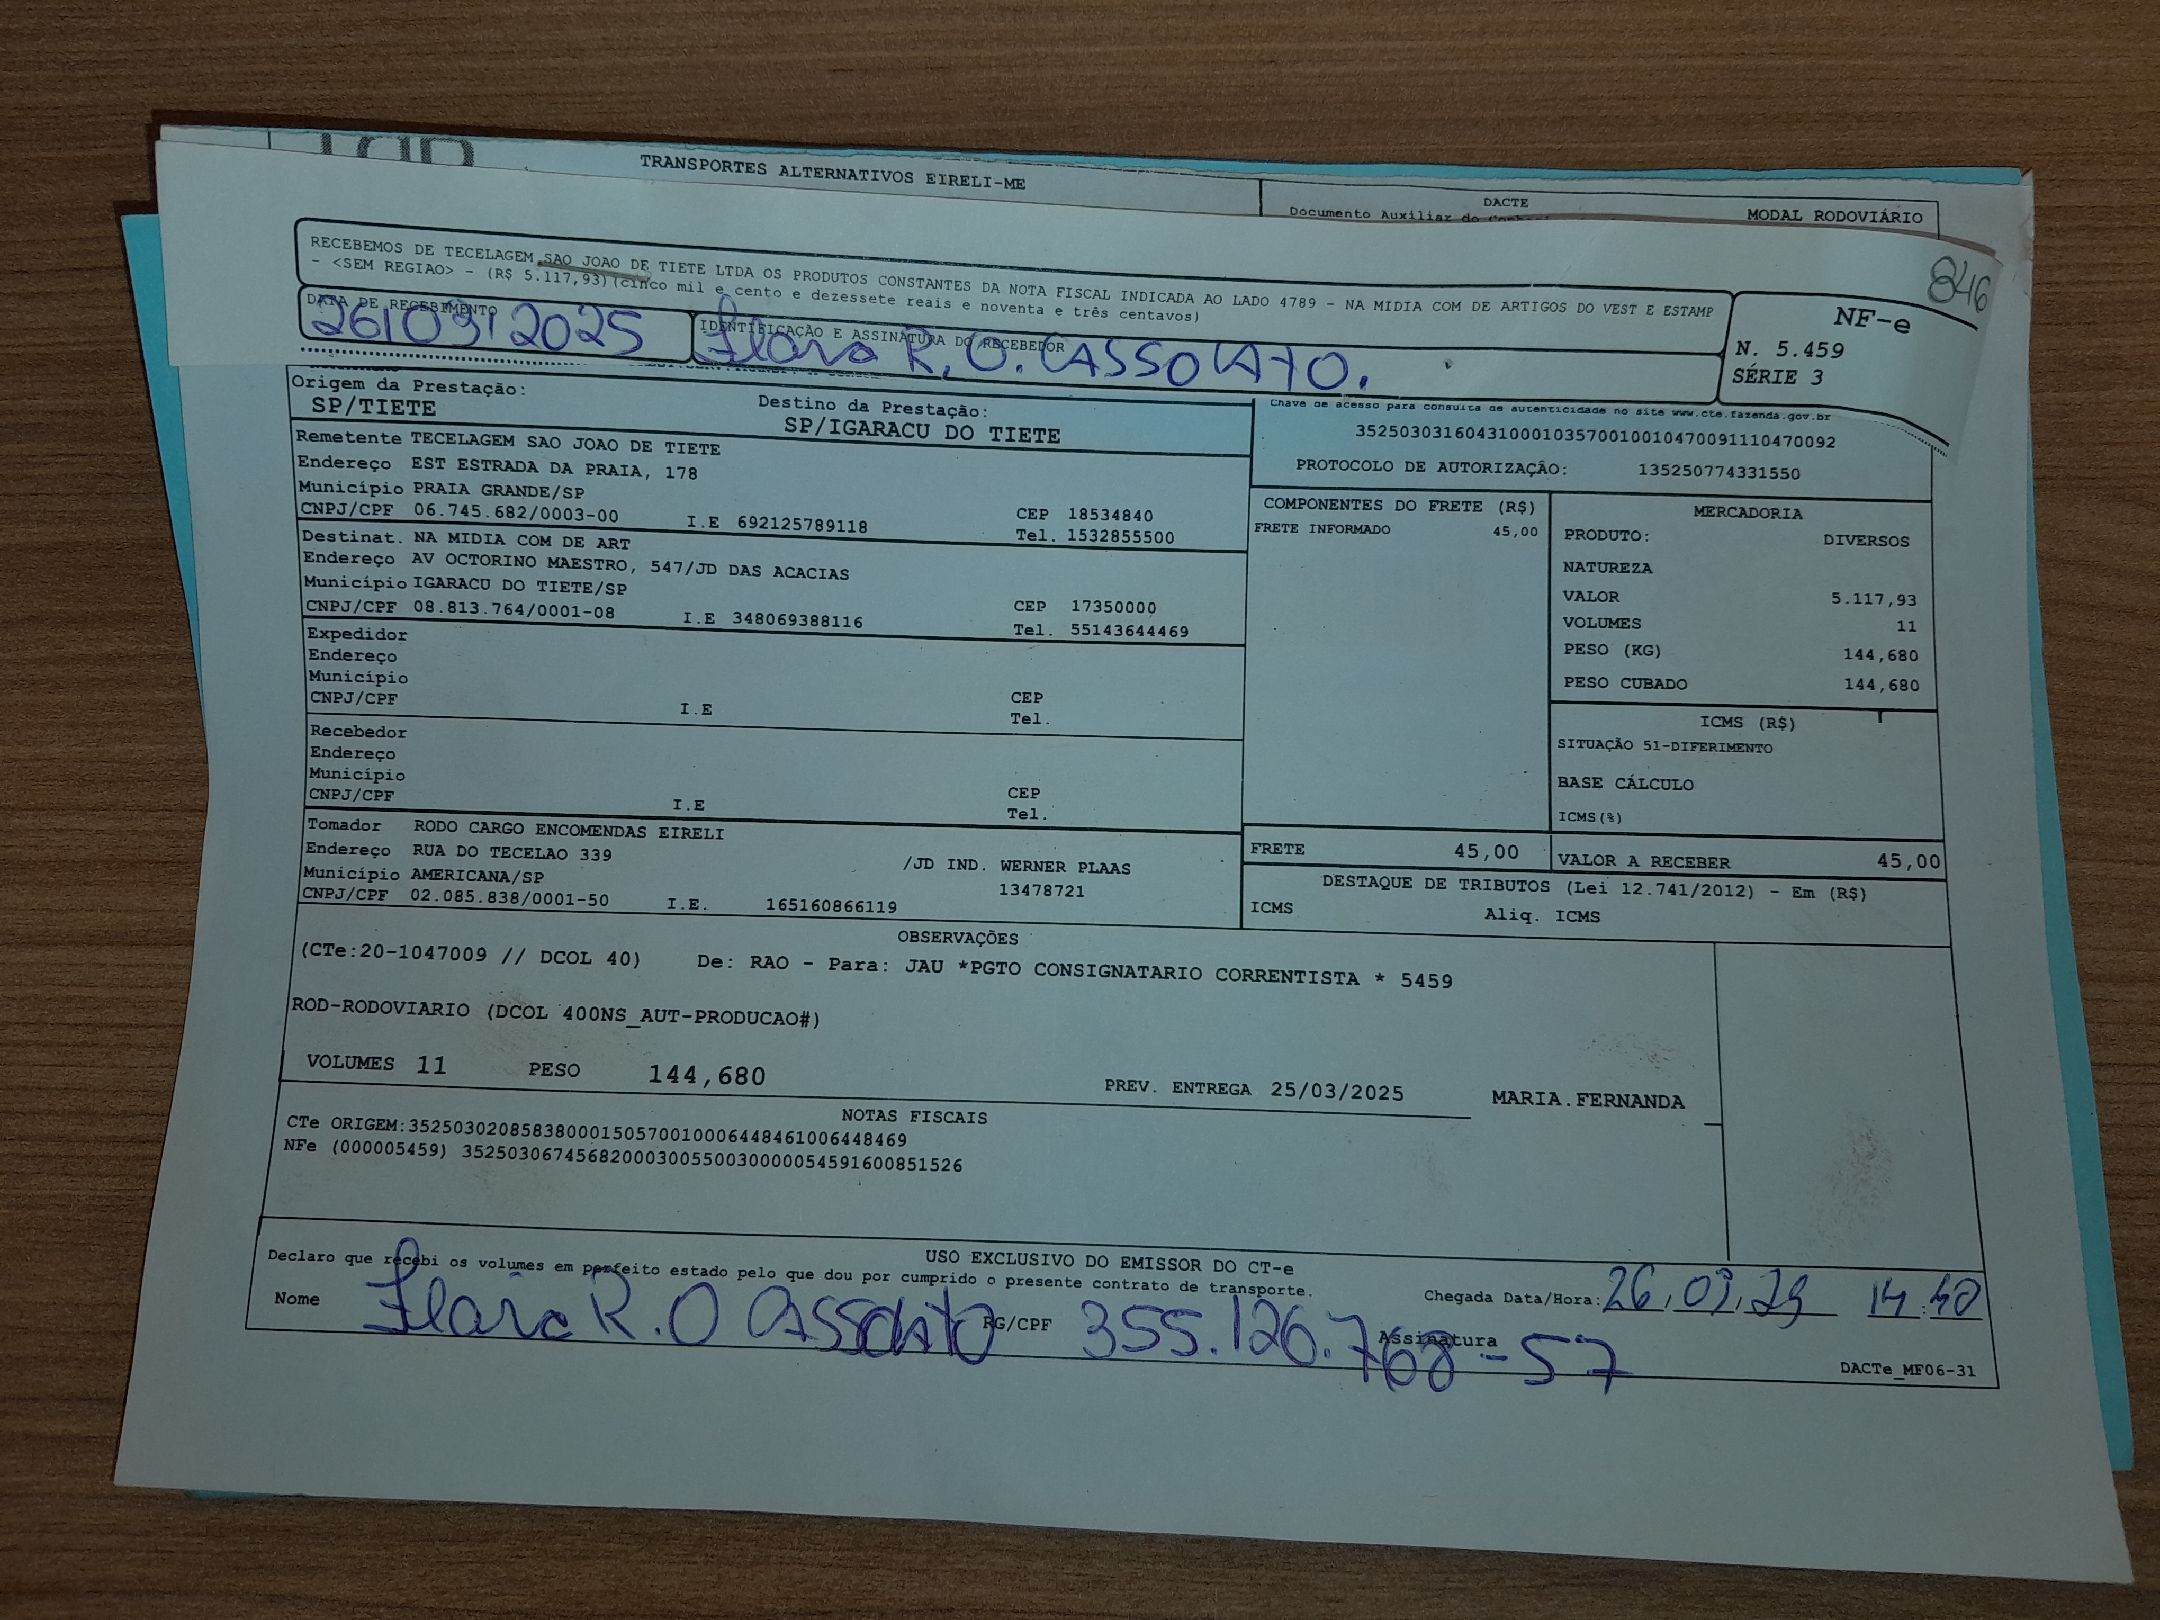 TRANSPORTES ALTERNATIVOS EIRELI-ME
DACTE
Documento Auxiliar do
MODAL RODOVIÁRIO
846
RECEBEMOS DE TECELAGEM SAO JOAO DE TIETE LTDA OS PRODUTOS CONSTANTES DA NOTA FISCAL INDICADA AO LADO 4789 - NA MIDIA COM DE ARTIGOS DO VEST E ESTAMP
- <SEM REGIAO> - (R$ 5.117,93)(cinco mil e cento e dezessete reais e noventa e três centavos)
DATA DE RECEBIMENTO
26/03/2025
IDENTIFICAÇÃO E ASSINATURA DO RECEBEDOR
R. O. CASSOLATO.
NF-e
N. 5.459
SÉRIE 3
Origem da Prestação:
SP/TIETE
Destino da Prestação:
SP/IGARACU DO TIETE
Chave de acesso para consulta de autenticidade no site www.cte.fazenda.gov.br
35250303160431000103570010010470091110470092
PROTOCOLO DE AUTORIZAÇÃO: 135250774331550
Remetente TECELAGEM SAO JOAO DE TIETE
Endereço EST ESTRADA DA PRAIA, 178
Município PRAIA GRANDE/SP
CNPJ/CPF 06.745.682/0003-00 I.E 692125789118
CEP 18534840
Tel. 1532855500
Destinat. NA MIDIA COM DE ART
Endereço AV OCTORINO MAESTRO, 547/JD DAS ACACIAS
Município IGARACU DO TIETE/SP
CNPJ/CPF 08.813.764/0001-08 I.E 348069388116
CEP 17350000
Tel. 55143644469
Expedidor
Endereço
Município
CNPJ/CPF I.E
CEP
Tel.
Recebedor
Endereço
Município
CNPJ/CPF I.E
CEP
Tel.
Tomador RODO CARGO ENCOMENDAS EIRELI
Endereço RUA DO TECELAO 339 /JD IND. WERNER PLAAS
Município AMERICANA/SP 13478721
CNPJ/CPF 02.085.838/0001-50 I.E. 165160866119
COMPONENTES DO FRETE (R$)
FRETE INFORMADO 45,00
MERCADORIA
PRODUTO: DIVERSOS
NATUREZA
VALOR 5.117,93
VOLUMES 11
PESO (KG) 144,680
PESO CUBADO 144,680
ICMS (R$)
SITUAÇÃO 51-DIFERIMENTO
BASE CÁLCULO
ICMS(%)
FRETE 45,00
VALOR A RECEBER 45,00
DESTAQUE DE TRIBUTOS (Lei 12.741/2012) - Em (R$)
ICMS Aliq. ICMS
OBSERVAÇÕES
(CTe:20-1047009 // DCOL 40) De: RAO - Para: JAU *PGTO CONSIGNATARIO CORRENTISTA * 5459
ROD-RODOVIARIO (DCOL 400NS_AUT-PRODUCAO#)
VOLUMES 11 PESO 144,680 PREV. ENTREGA 25/03/2025 MARIA.FERNANDA
NOTAS FISCAIS
CTe ORIGEM:35250302085838000150570010006448461006448469
NFe (000005459) 35250306745682000300550030000054591600851526
USO EXCLUSIVO DO EMISSOR DO CT-e
Declaro que recebi os volumes em perfeito estado pelo que dou por cumprido o presente contrato de transporte.
Chegada Data/Hora: 26,03,25 14:40
Nome R. O CASSOLATO RG/CPF 355.126.768-57 Assinatura
DACTe_MF06-31